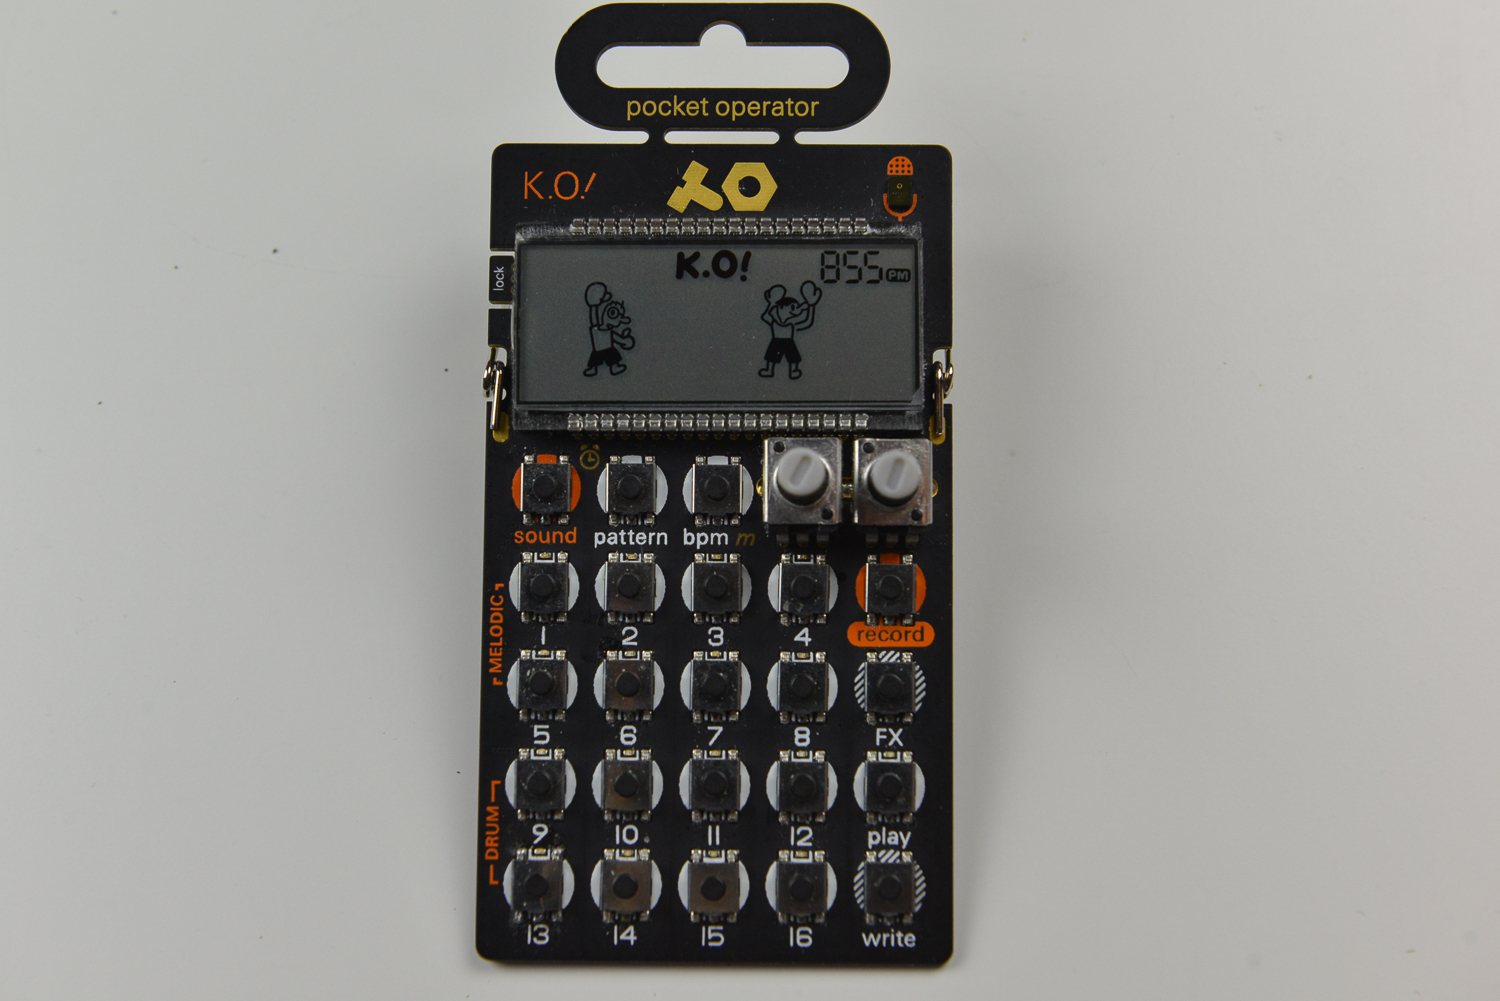 pocket operator
K.O!
K.O!
855 PM
lock
sound pattern bpm m
MELODIC
1 2 3 4 record
5 6 7 8 FX
DRUM
9 10 11 12 play
13 14 15 16 write